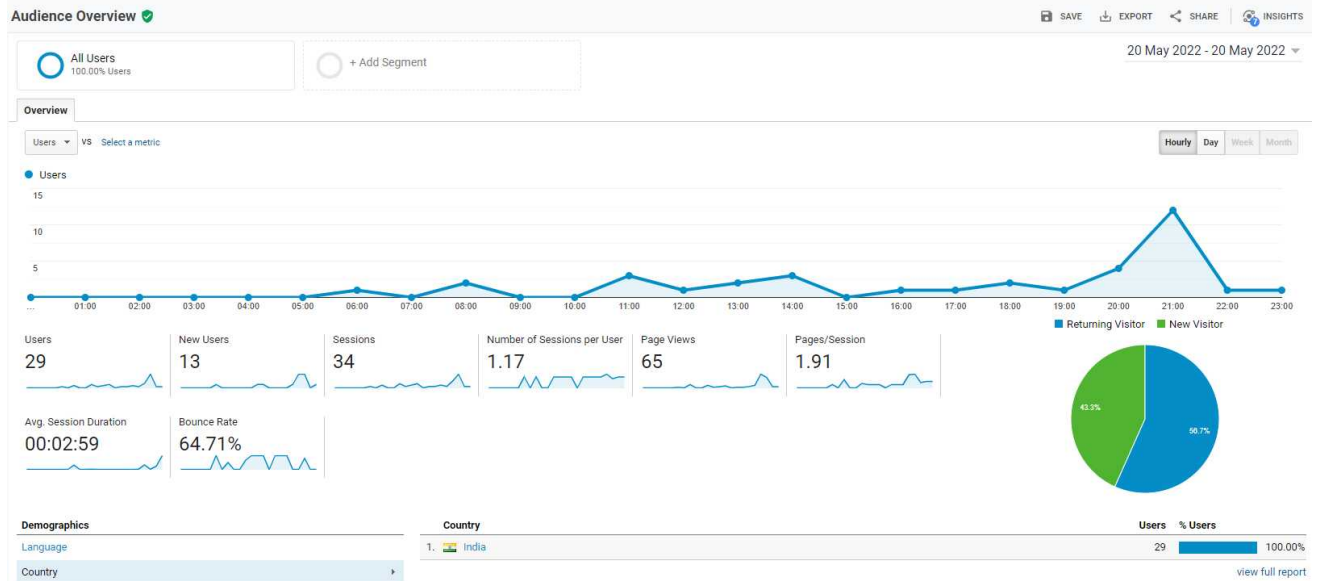 Audience Overview
SAVE EXPORT SHARE INSIGHTS
7
All Users
100.00% Users
+ Add Segment
20 May 2022 - 20 May 2022
Overview
Users VS Select a metric
Hourly Day Week Month
Users
15
10
5
... 01:00 02:00 03:00 04:00 05:00 06:00 07:00 08:00 09:00 10:00 11:00 12:00 13:00 14:00 15:00 16:00 17:00 18:00 19:00 20:00 21:00 22:00 23:00
Returning Visitor New Visitor
Users New Users Sessions Number of Sessions per User Page Views Pages/Session
29 13 34 1.17 65 1.91
43.3%
56.7%
Avg. Session Duration Bounce Rate
00:02:59 64.71%
Demographics Country Users % Users
Language 1. India 29 100.00%
Country view full report